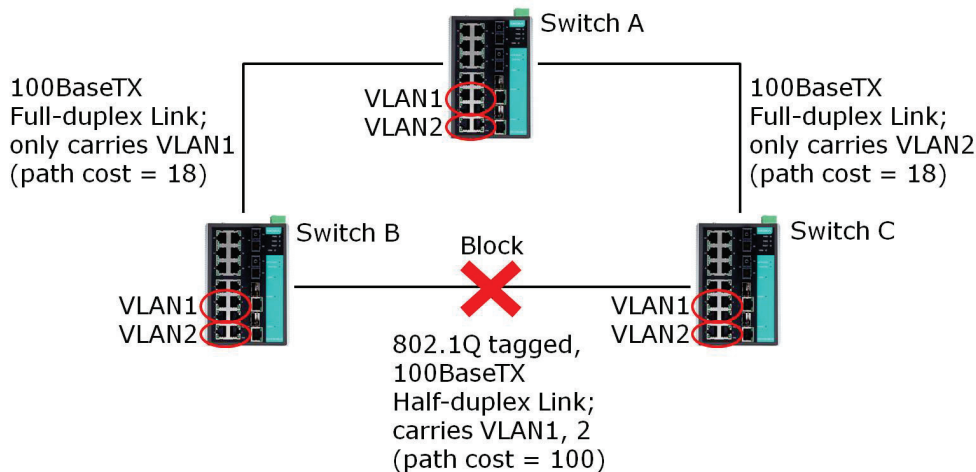 Switch A
100BaseTX
Full-duplex Link;
only carries VLAN1
(path cost = 18)
VLAN1
VLAN2
100BaseTX
Full-duplex Link;
only carries VLAN2
(path cost = 18)
Switch B
VLAN1
VLAN2
Block
Switch C
VLAN1
VLAN2
802.1Q tagged,
100BaseTX
Half-duplex Link;
carries VLAN1, 2
(path cost = 100)